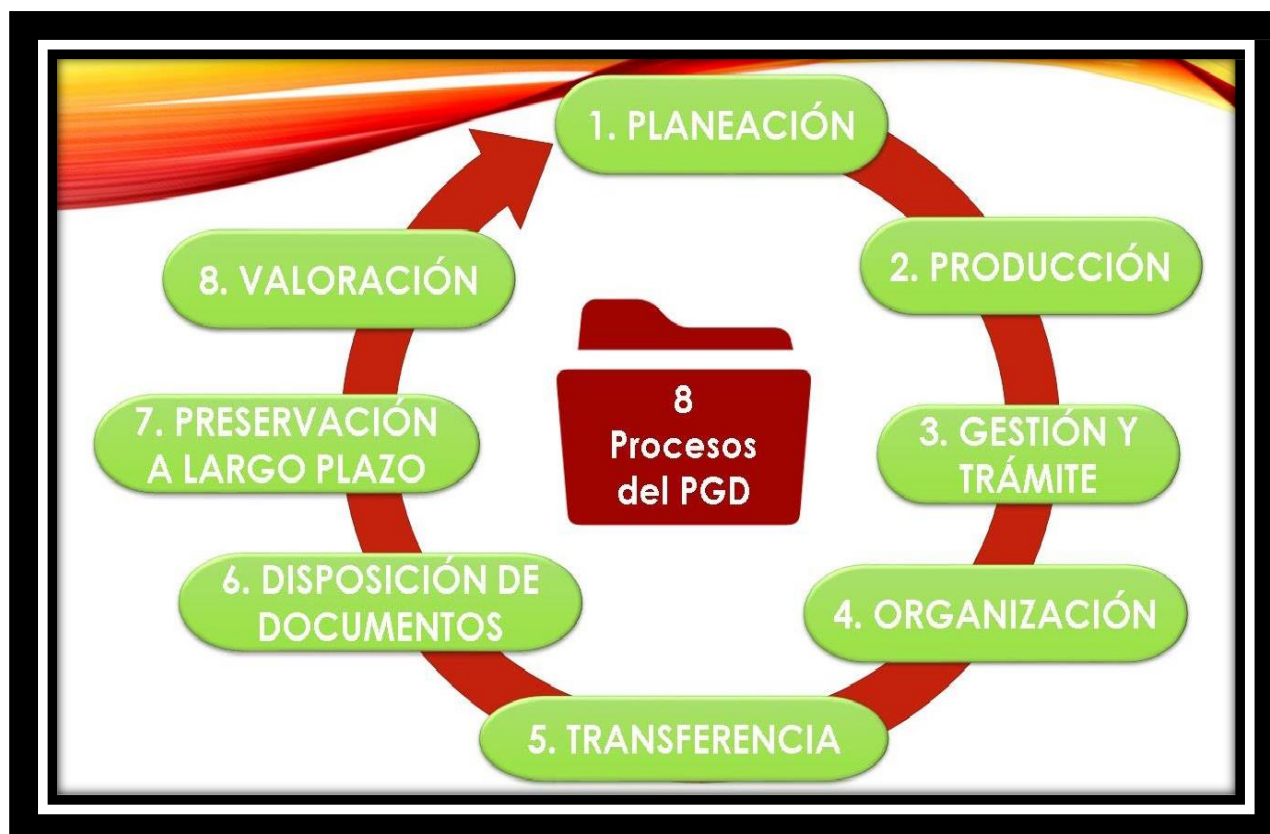 1. PLANEACIÓN
2. PRODUCCIÓN
3. GESTIÓN Y
TRÁMITE
4. ORGANIZACIÓN
5. TRANSFERENCIA
6. DISPOSICIÓN DE
DOCUMENTOS
7. PRESERVACIÓN
A LARGO PLAZO
8. VALORACIÓN
8
Procesos
del PGD